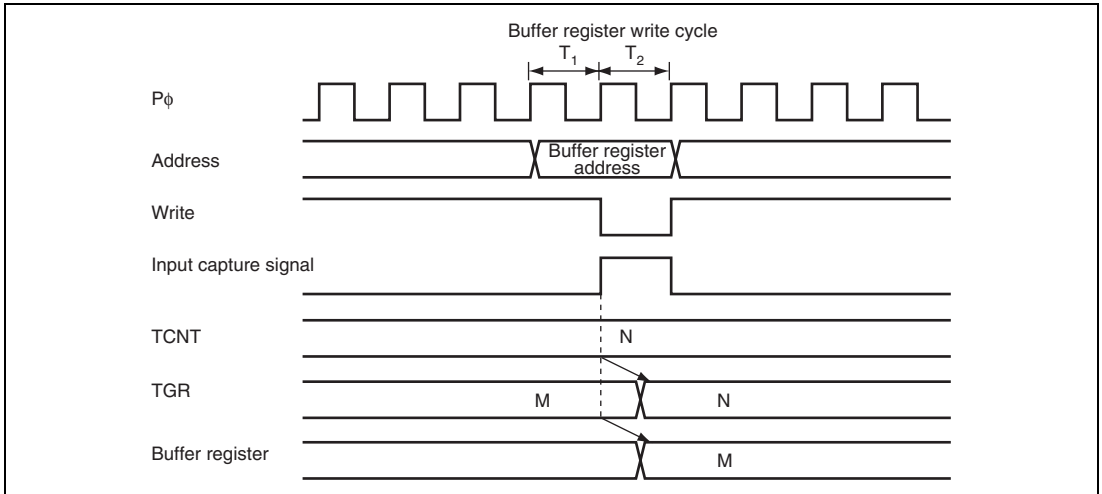 Buffer register write cycle
T1 T2
Pϕ
Address
Buffer register
address
Write
Input capture signal
TCNT
N
TGR
M N
Buffer register
M